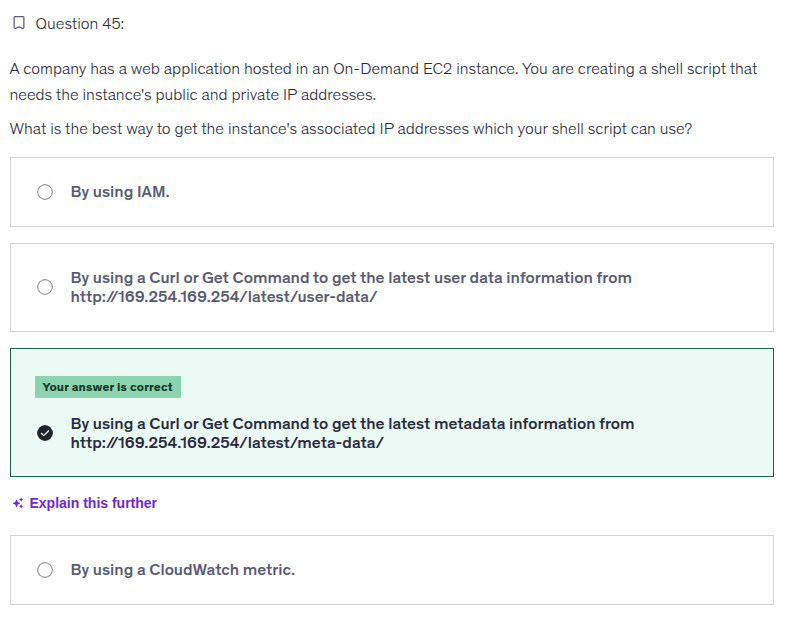 Question 45:
A company has a web application hosted in an On-Demand EC2 instance. You are creating a shell script that
needs the instance's public and private IP addresses.
What is the best way to get the instance's associated IP addresses which your shell script can use?
By using IAM.
By using a Curl or Get Command to get the latest user data information from
http://169.254.169.254/latest/user-data/
Your answer is correct
By using a Curl or Get Command to get the latest metadata information from
http://169.254.169.254/latest/meta-data/
Explain this further
By using a CloudWatch metric.